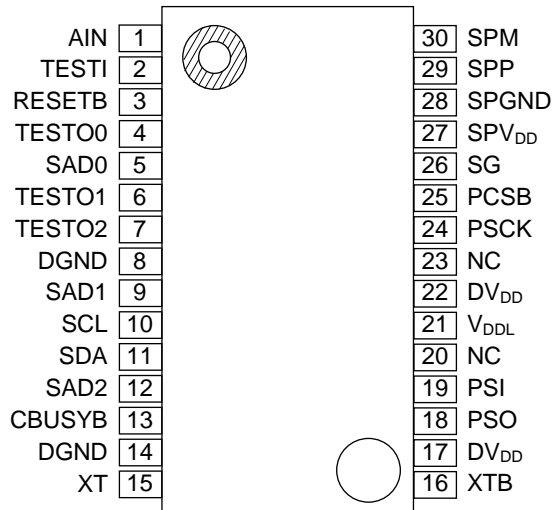 AIN 1 30 SPM
TESTI 2 29 SPP
RESETB 3 28 SPGND
TESTO0 4 27 SPVDD
SAD0 5 26 SG
TESTO1 6 25 PCSB
TESTO2 7 24 PSCK
DGND 8 23 NC
SAD1 9 22 DVDD
SCL 10 21 VDDL
SDA 11 20 NC
SAD2 12 19 PSI
CBUSYB 13 18 PSO
DGND 14 17 DVDD
XT 15 16 XTB